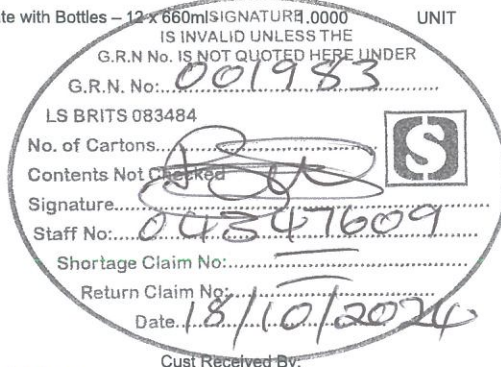 te with Bottles – 12 x 660ml 1.0000 UNIT
SIGNATURE
IS INVALID UNLESS THE
G.R.N No. IS NOT QUOTED HERE UNDER
G.R.N. No:...001983
LS BRITS 083484
No. of Cartons
Contents Not Checked
Signature
Staff No:...04347609
Shortage Claim No:
Return Claim No:
Date...18/10/2024
S
Cust Received By: